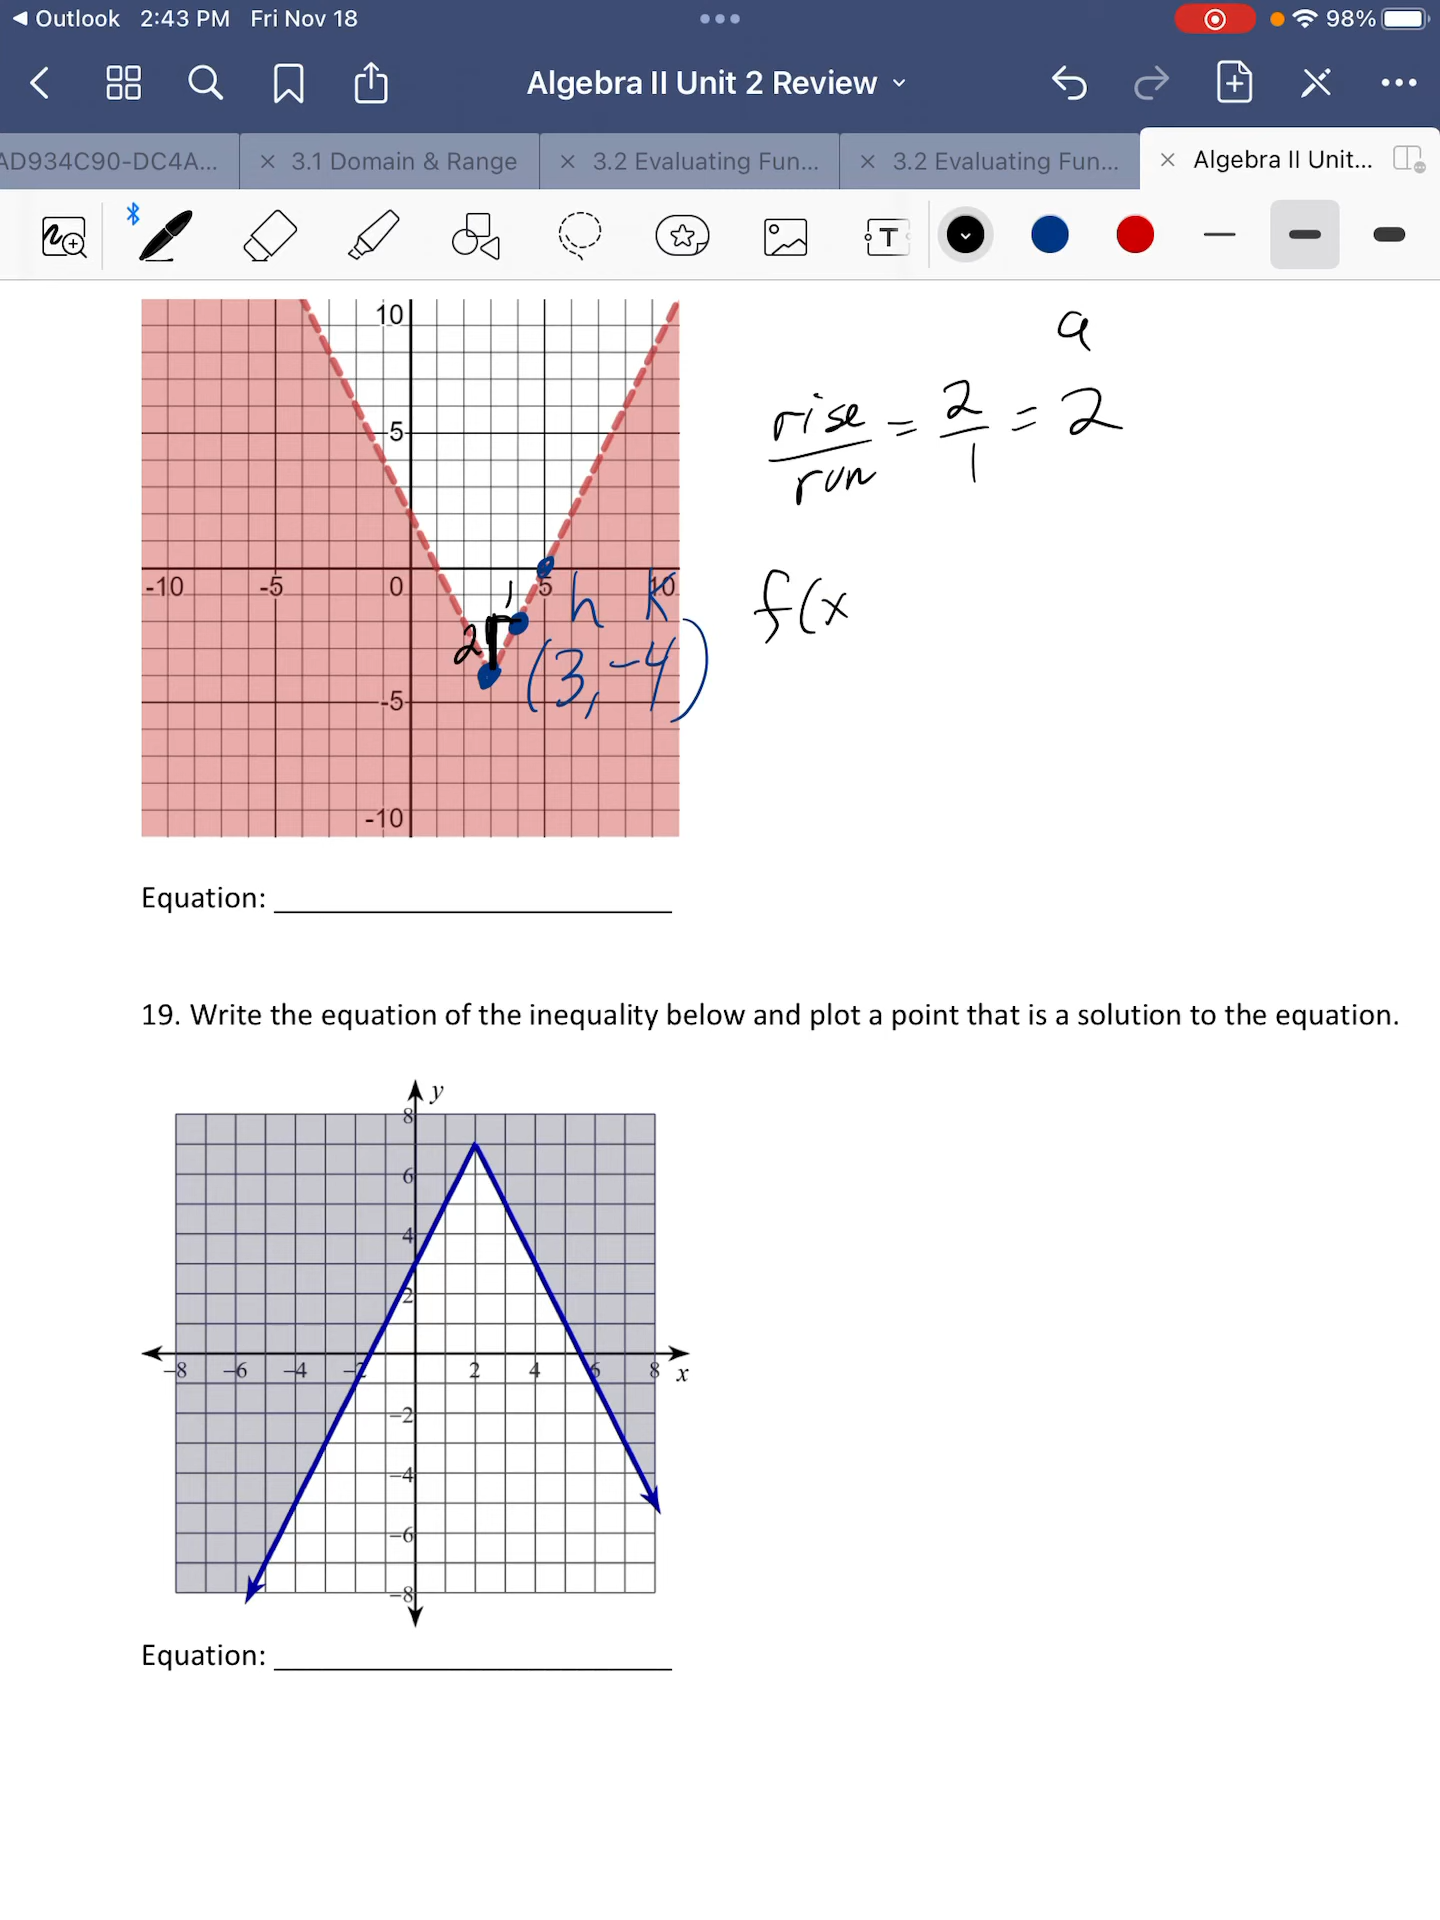 Outlook 2:43 PM Fri Nov 18 98%
Algebra II Unit 2 Review
AD934C90-DC4A... × 3.1 Domain & Range × 3.2 Evaluating Fun... × 3.2 Evaluating Fun... × Algebra II Unit...
T
10
5
-10 -5 0 5 10
-5
-10
1
2
h k
(3, -4)
a
rise/run = 2/1 = 2
f(x
Equation:
19. Write the equation of the inequality below and plot a point that is a solution to the equation.
y
8
6
4
2
-8 -6 -4 -2 2 4 6 8 x
-2
-4
-6
-8
Equation: